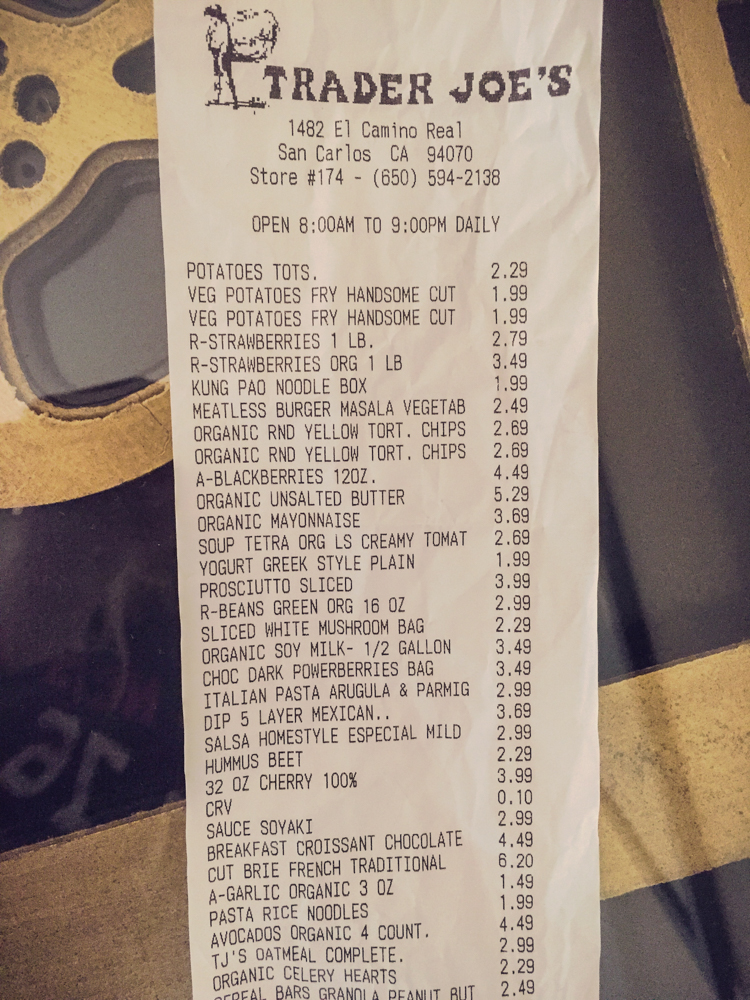 TRADER JOE'S
1482 El Camino Real
San Carlos CA 94070
Store #174 - (650) 594-2138
OPEN 8:00AM TO 9:00PM DAILY
POTATOES TOTS. 2.29
VEG POTATOES FRY HANDSOME CUT 1.99
VEG POTATOES FRY HANDSOME CUT 1.99
R-STRAWBERRIES 1 LB. 2.79
R-STRAWBERRIES ORG 1 LB 3.49
KUNG PAO NOODLE BOX 1.99
MEATLESS BURGER MASALA VEGETAB 2.49
ORGANIC RND YELLOW TORT. CHIPS 2.69
ORGANIC RND YELLOW TORT. CHIPS 2.69
A-BLACKBERRIES 12OZ. 4.49
ORGANIC UNSALTED BUTTER 5.29
ORGANIC MAYONNAISE 3.69
SOUP TETRA ORG LS CREAMY TOMAT 2.69
YOGURT GREEK STYLE PLAIN 1.99
PROSCIUTTO SLICED 3.99
R-BEANS GREEN ORG 16 OZ 2.99
SLICED WHITE MUSHROOM BAG 2.29
ORGANIC SOY MILK- 1/2 GALLON 3.49
CHOC DARK POWERBERRIES BAG 3.49
ITALIAN PASTA ARUGULA & PARMIG 2.99
DIP 5 LAYER MEXICAN.. 3.69
SALSA HOMESTYLE ESPECIAL MILD 2.99
HUMMUS BEET 2.29
32 OZ CHERRY 100% 3.99
CRV 0.10
SAUCE SOYAKI 2.99
BREAKFAST CROISSANT CHOCOLATE 4.49
CUT BRIE FRENCH TRADITIONAL 6.20
A-GARLIC ORGANIC 3 OZ 1.49
PASTA RICE NOODLES 1.99
AVOCADOS ORGANIC 4 COUNT. 4.49
TJ'S OATMEAL COMPLETE. 2.99
ORGANIC CELERY HEARTS 2.29
CEREAL BARS GRANOLA PEANUT BUT 2.49